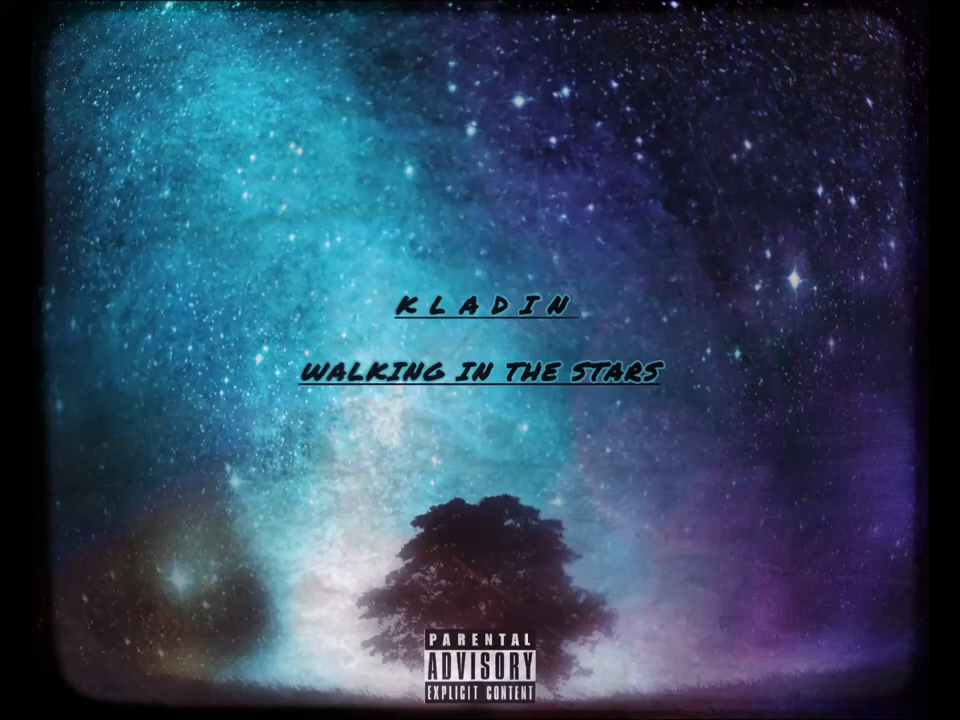 K L A D I N
WALKING IN THE STARS
PARENTAL
ADVISORY
EXPLICIT CONTENT